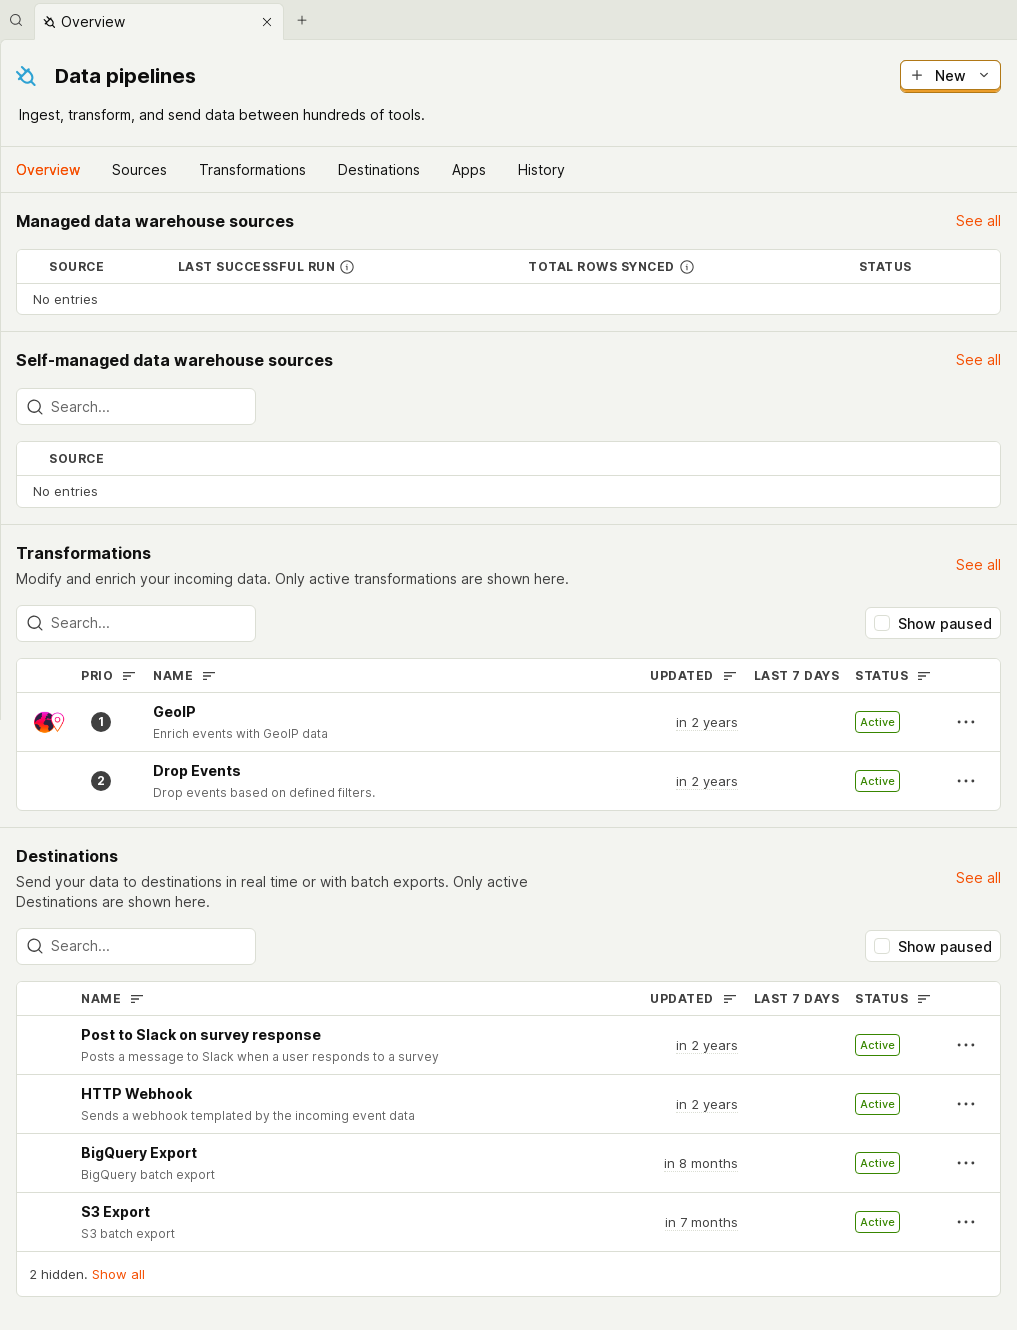 Overview
Data pipelines
New
Ingest, transform, and send data between hundreds of tools.
Overview Sources Transformations Destinations Apps History
Managed data warehouse sources
See all
SOURCE LAST SUCCESSFUL RUN TOTAL ROWS SYNCED STATUS
No entries
Self-managed data warehouse sources
See all
Search...
SOURCE
No entries
Transformations
Modify and enrich your incoming data. Only active transformations are shown here.
See all
Search...
Show paused
PRIO NAME UPDATED LAST 7 DAYS STATUS
1 GeoIP in 2 years Active
Enrich events with GeoIP data
2 Drop Events in 2 years Active
Drop events based on defined filters.
Destinations
Send your data to destinations in real time or with batch exports. Only active
Destinations are shown here.
See all
Search...
Show paused
NAME UPDATED LAST 7 DAYS STATUS
Post to Slack on survey response in 2 years Active
Posts a message to Slack when a user responds to a survey
HTTP Webhook in 2 years Active
Sends a webhook templated by the incoming event data
BigQuery Export in 8 months Active
BigQuery batch export
S3 Export in 7 months Active
S3 batch export
2 hidden. Show all